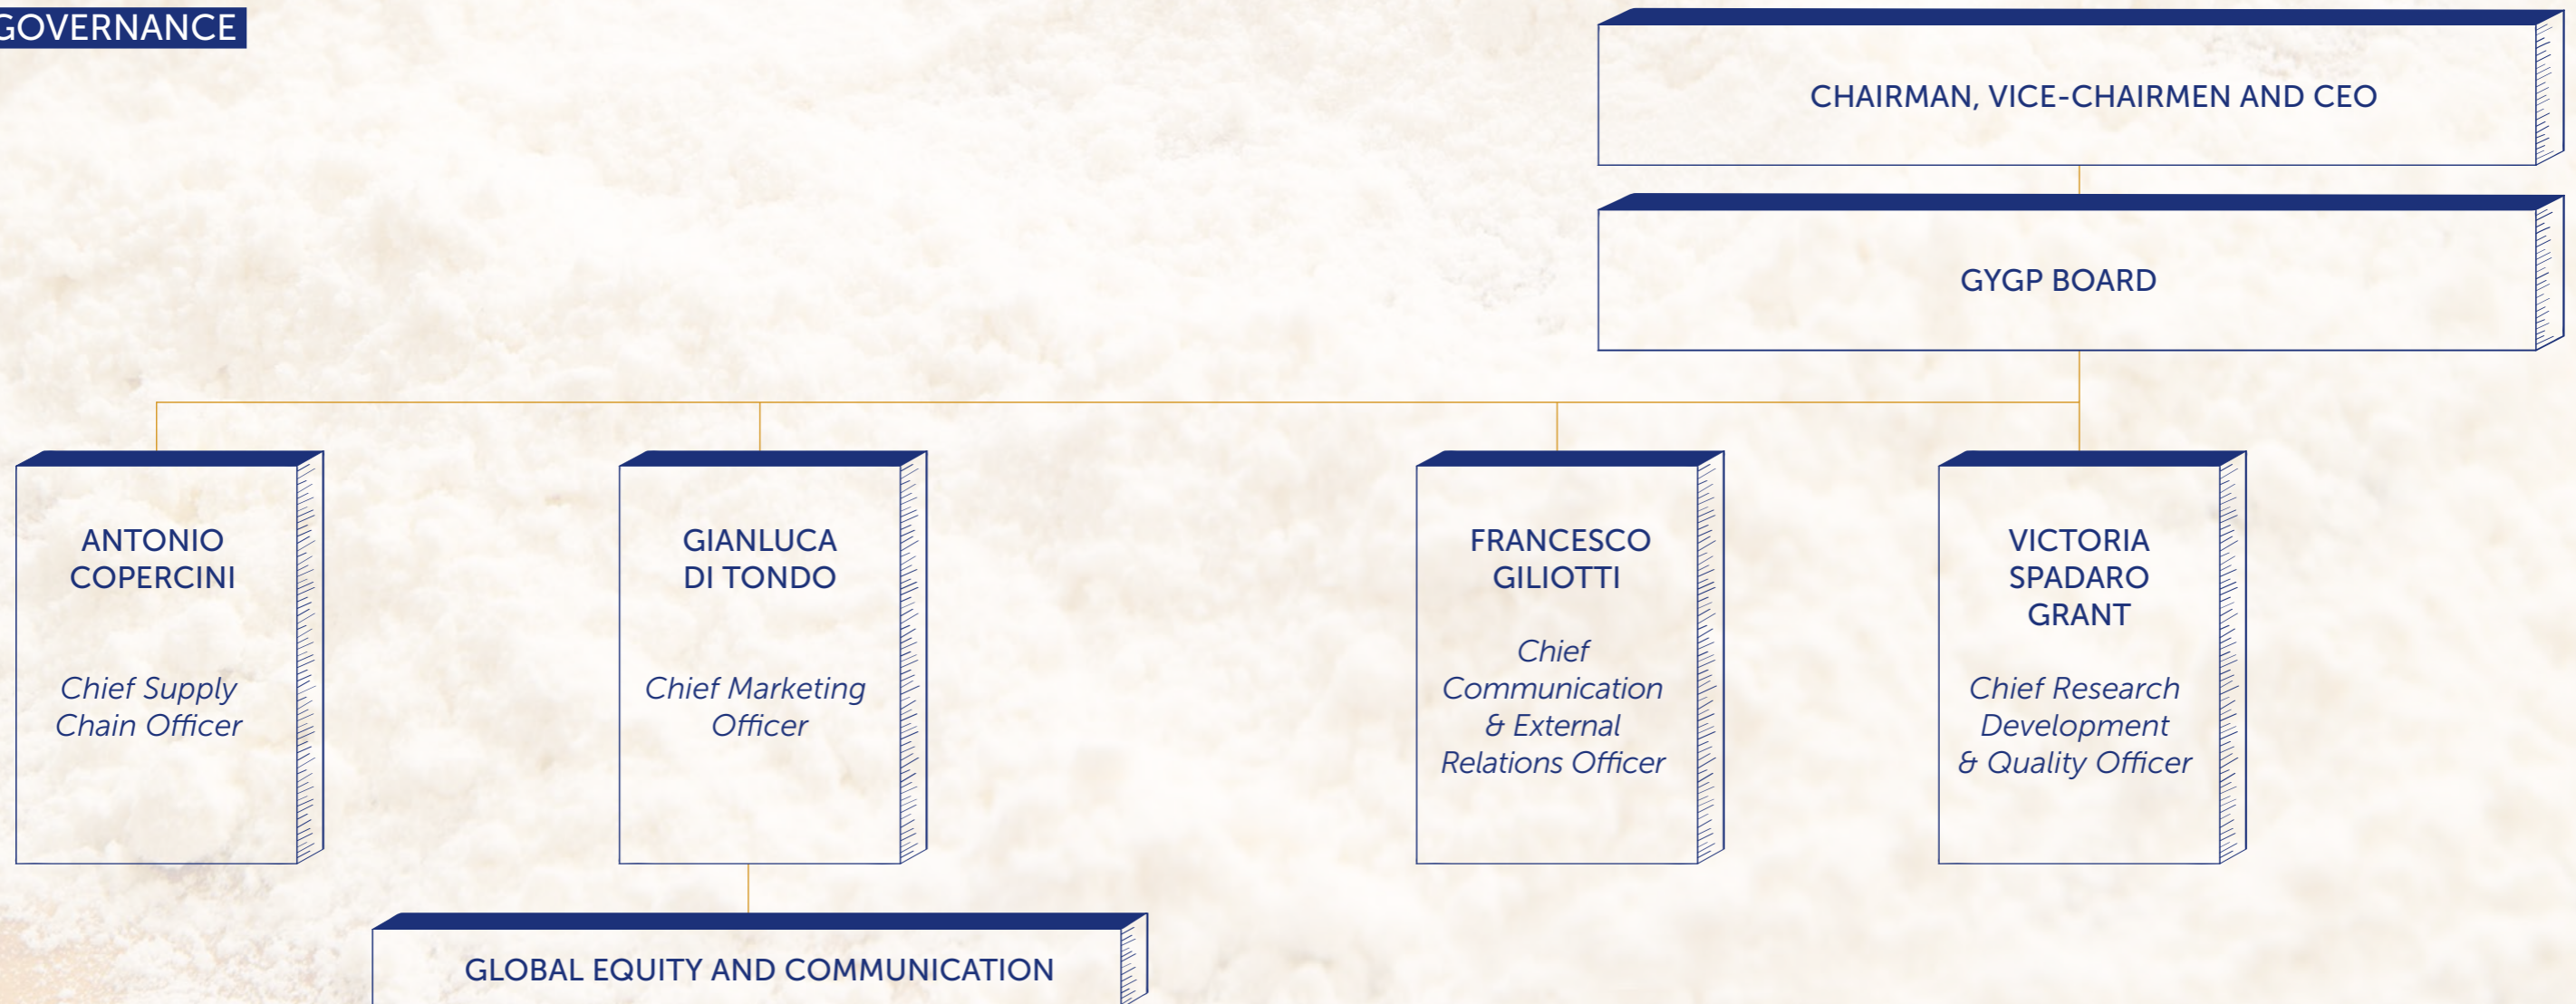 GOVERNANCE
CHAIRMAN, VICE-CHAIRMEN AND CEO
GYGP BOARD
ANTONIO
COPERCINI
Chief Supply
Chain Officer
GIANLUCA
DI TONDO
Chief Marketing
Officer
FRANCESCO
GILIOTTI
Chief
Communication
& External
Relations Officer
VICTORIA
SPADARO
GRANT
Chief Research
Development
& Quality Officer
GLOBAL EQUITY AND COMMUNICATION